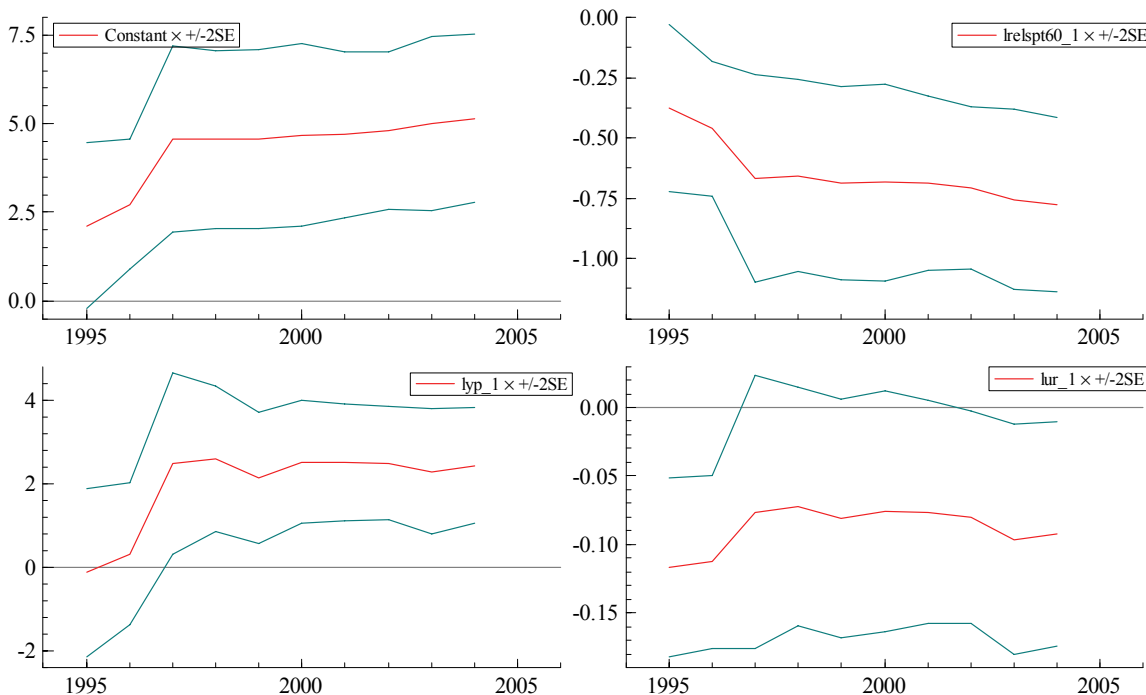 7.5
Constant × +/-2SE
5.0
2.5
0.0
1995 2000 2005
0.00
lrelspt60_1 × +/-2SE
-0.25
-0.50
-0.75
-1.00
1995 2000 2005
lyp_1 × +/-2SE
4
2
0
-2
1995 2000 2005
lur_1 × +/-2SE
0.00
-0.05
-0.10
-0.15
1995 2000 2005